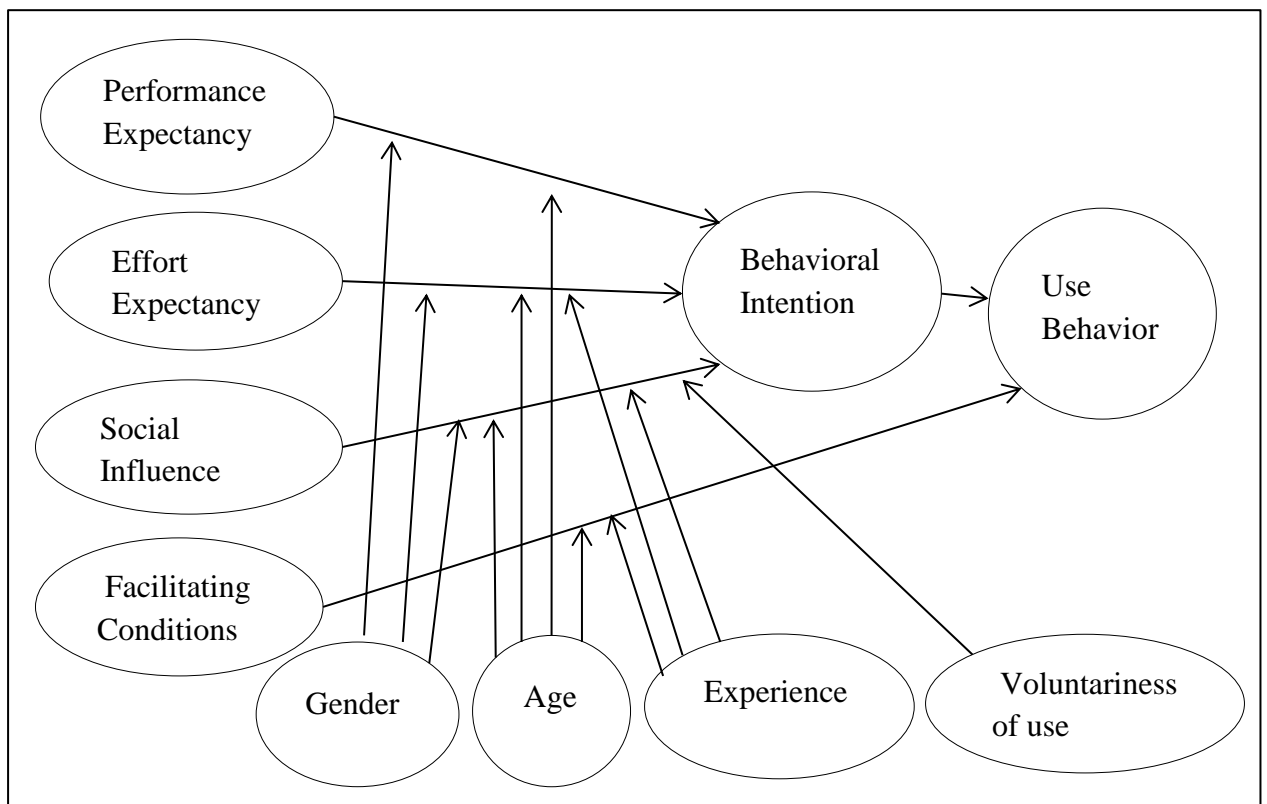 Performance
Expectancy
Effort
Expectancy
Behavioral
Intention
Use
Behavior
Social
Influence
Facilitating
Conditions
Gender
Age
Experience
Voluntariness
of use